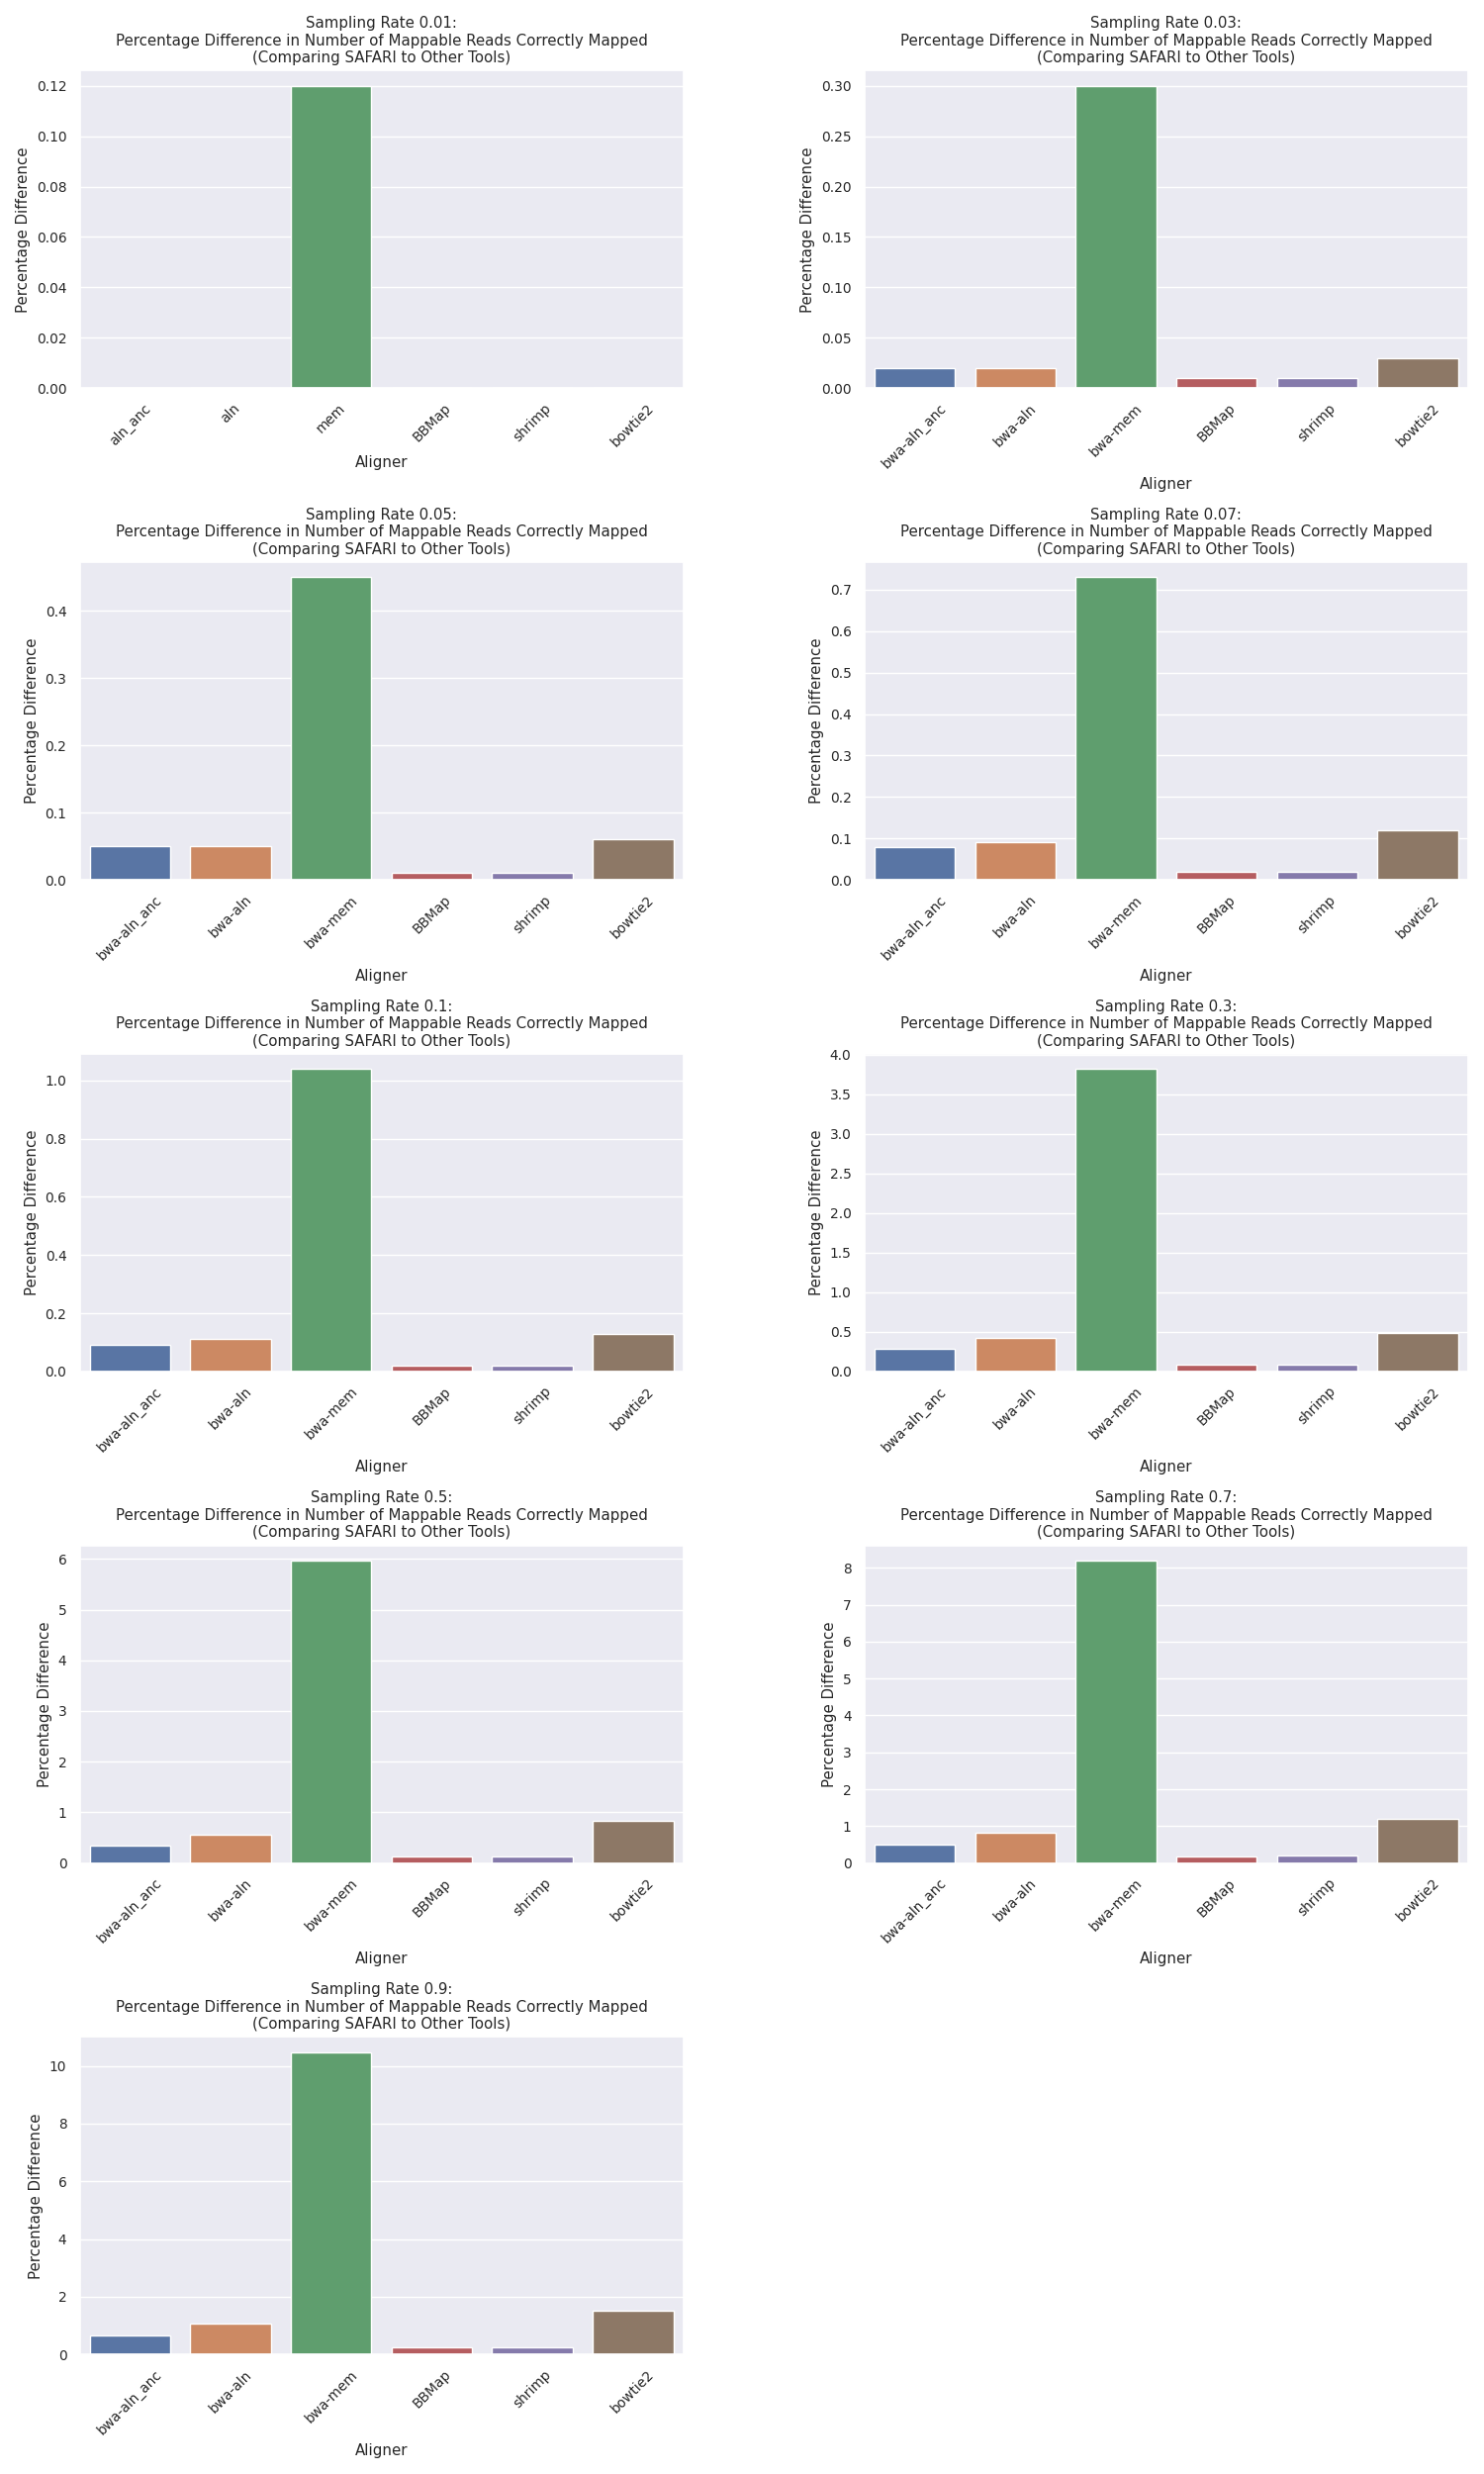 Sampling Rate 0.01:
Percentage Difference in Number of Mappable Reads Correctly Mapped
(Comparing SAFARI to Other Tools)
Percentage Difference
0.12
0.10
0.08
0.06
0.04
0.02
0.00
aln_anc
aln
mem
BBMap
shrimp
bowtie2
Aligner
Sampling Rate 0.03:
Percentage Difference in Number of Mappable Reads Correctly Mapped
(Comparing SAFARI to Other Tools)
Percentage Difference
0.30
0.25
0.20
0.15
0.10
0.05
0.00
bwa-aln_anc
bwa-aln
bwa-mem
BBMap
shrimp
bowtie2
Aligner
Sampling Rate 0.05:
Percentage Difference in Number of Mappable Reads Correctly Mapped
(Comparing SAFARI to Other Tools)
Percentage Difference
0.4
0.3
0.2
0.1
0.0
bwa-aln_anc
bwa-aln
bwa-mem
BBMap
shrimp
bowtie2
Aligner
Sampling Rate 0.07:
Percentage Difference in Number of Mappable Reads Correctly Mapped
(Comparing SAFARI to Other Tools)
Percentage Difference
0.7
0.6
0.5
0.4
0.3
0.2
0.1
0.0
bwa-aln_anc
bwa-aln
bwa-mem
BBMap
shrimp
bowtie2
Aligner
Sampling Rate 0.1:
Percentage Difference in Number of Mappable Reads Correctly Mapped
(Comparing SAFARI to Other Tools)
Percentage Difference
1.0
0.8
0.6
0.4
0.2
0.0
bwa-aln_anc
bwa-aln
bwa-mem
BBMap
shrimp
bowtie2
Aligner
Sampling Rate 0.3:
Percentage Difference in Number of Mappable Reads Correctly Mapped
(Comparing SAFARI to Other Tools)
Percentage Difference
4.0
3.5
3.0
2.5
2.0
1.5
1.0
0.5
0.0
bwa-aln_anc
bwa-aln
bwa-mem
BBMap
shrimp
bowtie2
Aligner
Sampling Rate 0.5:
Percentage Difference in Number of Mappable Reads Correctly Mapped
(Comparing SAFARI to Other Tools)
Percentage Difference
6
5
4
3
2
1
0
bwa-aln_anc
bwa-aln
bwa-mem
BBMap
shrimp
bowtie2
Aligner
Sampling Rate 0.7:
Percentage Difference in Number of Mappable Reads Correctly Mapped
(Comparing SAFARI to Other Tools)
Percentage Difference
8
7
6
5
4
3
2
1
0
bwa-aln_anc
bwa-aln
bwa-mem
BBMap
shrimp
bowtie2
Aligner
Sampling Rate 0.9:
Percentage Difference in Number of Mappable Reads Correctly Mapped
(Comparing SAFARI to Other Tools)
Percentage Difference
10
8
6
4
2
0
bwa-aln_anc
bwa-aln
bwa-mem
BBMap
shrimp
bowtie2
Aligner